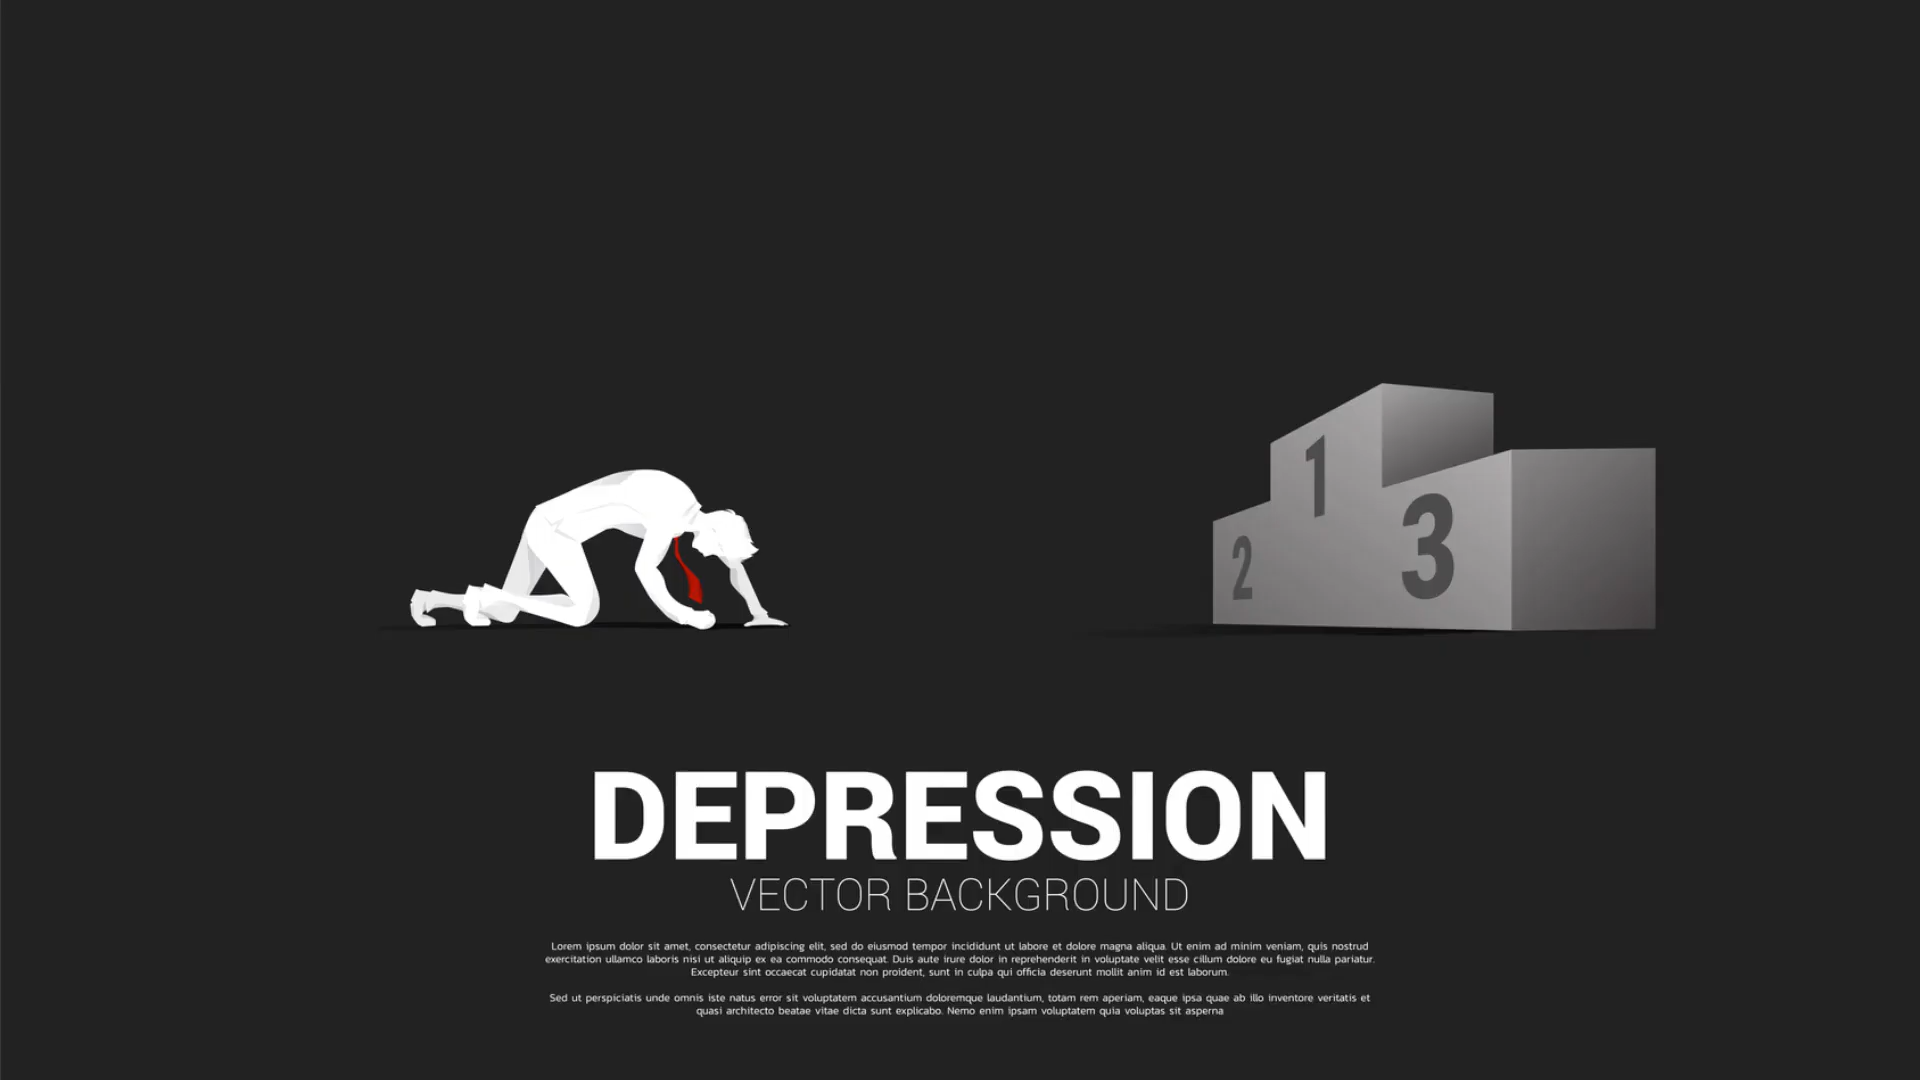 1
2
3
DEPRESSION
VECTOR BACKGROUND
Lorem ipsum dolor sit amet, consectetur adipiscing elit, sed do eiusmod tempor incididunt ut labore et dolore magna aliqua. Ut enim ad minim veniam, quis nostrud
exercitation ullamco laboris nisi ut aliquip ex ea commodo consequat. Duis aute irure dolor in reprehenderit in voluptate velit esse cillum dolore eu fugiat nulla pariatur.
Excepteur sint occaecat cupidatat non proident, sunt in culpa qui officia deserunt mollit anim id est laborum.
Sed ut perspiciatis unde omnis iste natus error sit voluptatem accusantium doloremque laudantium, totam rem aperiam, eaque ipsa quae ab illo inventore veritatis et
quasi architecto beatae vitae dicta sunt explicabo. Nemo enim ipsam voluptatem quia voluptas sit asperna